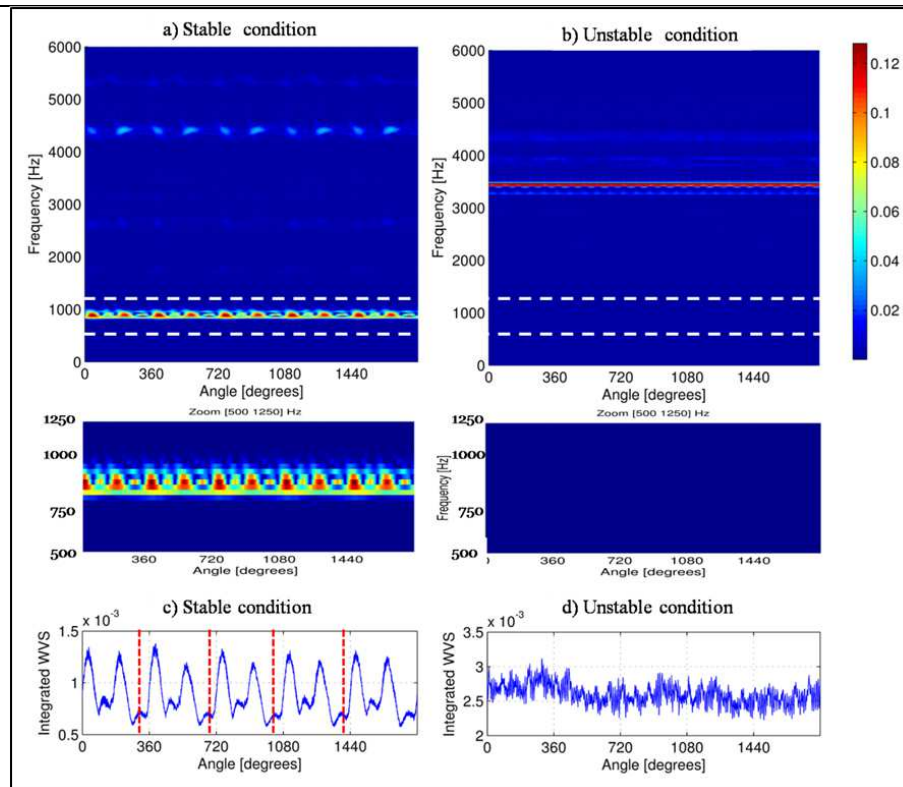 a) Stable condition
b) Unstable condition
6000
5000
4000
3000
2000
1000
0
Frequency [Hz]
0 360 720 1080 1440
Angle [degrees]
6000
5000
4000
3000
2000
1000
0
Frequency [Hz]
0 360 720 1080 1440
Angle [degrees]
0.12
0.1
0.08
0.06
0.04
0.02
Zoom [500 1250] Hz
1250
1000
750
500
360 720 1080 1440
Angle [degrees]
Zoom [500 1250] Hz
1250
1000
750
500
Frequency [Hz]
0 360 720 1080 1440
Angle [degrees]
c) Stable condition
x 10-3
1.5
1
0.5
Integrated WVS
0 360 720 1080 1440
Angle [degrees]
d) Unstable condition
x 10-3
3.5
3
2.5
2
Integrated WVS
0 360 720 1080 1440
Angle [degrees]